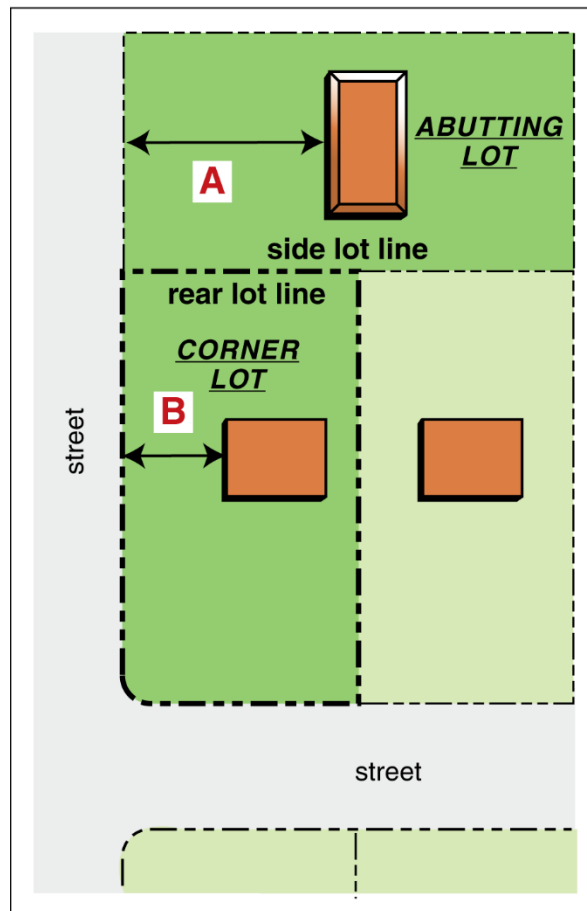 ABUTTING
LOT
A
side lot line
rear lot line
CORNER
LOT
B
street
street